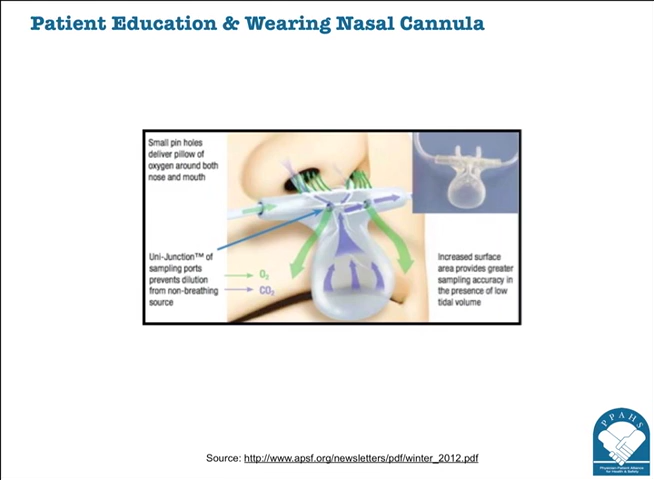 Patient Education & Wearing Nasal Cannula
Small pin holes
deliver pillow of
oxygen around both
nose and mouth
Uni-Junction™ of
sampling ports
prevents dilution
from non-breathing
source
O₂
CO₂
Increased surface
area provides greater
sampling accuracy in
the presence of low
tidal volume
Source: http://www.apsf.org/newsletters/pdf/winter_2012.pdf
PPAHS
Physician-Patient Alliance
for Health & Safety